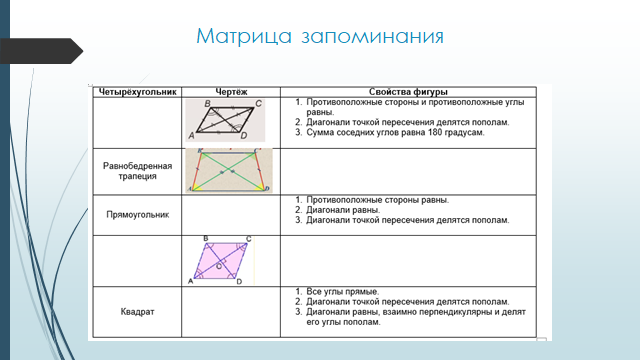 Матрица запоминания
Четырёхугольник Чертёж Свойства фигуры
B C
A D
1. Противоположные стороны и противоположные углы
равны.
2. Диагонали точкой пересечения делятся пополам.
3. Сумма соседних углов равна 180 градусам.
Равнобедренная
трапеция
A D
Прямоугольник
1. Противоположные стороны равны.
2. Диагонали равны.
3. Диагонали точкой пересечения делятся пополам.
B C
O
A D
Квадрат
1. Все углы прямые.
2. Диагонали точкой пересечения делятся пополам.
3. Диагонали равны, взаимно перпендикулярны и делят
его углы пополам.